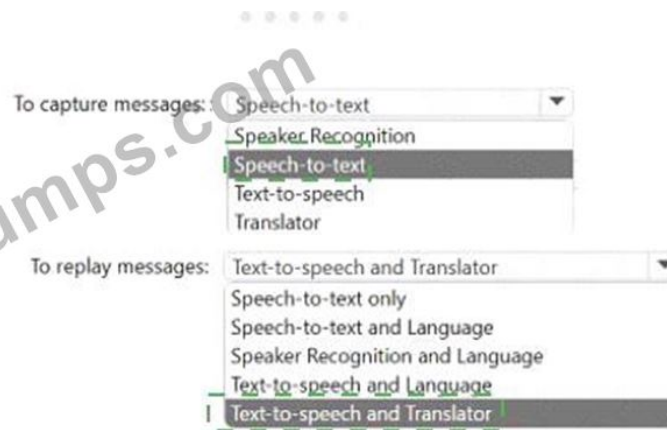 To capture messages: Speech-to-text
Speaker Recognition
Speech-to-text
Text-to-speech
Translator
To replay messages: Text-to-speech and Translator
Speech-to-text only
Speech-to-text and Language
Speaker Recognition and Language
Text-to-speech and Language
Text-to-speech and Translator
umps.com